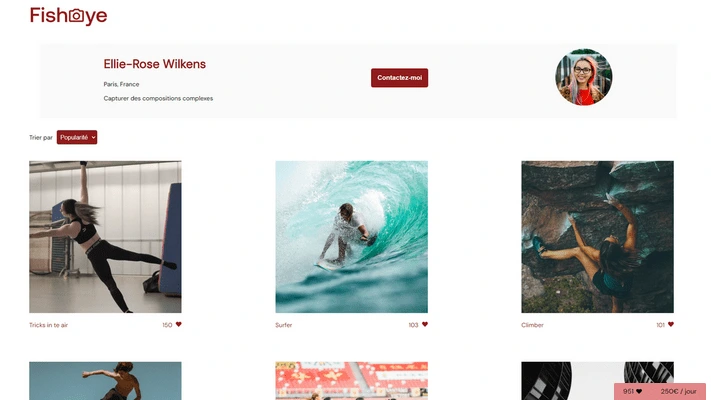 Fisheye
Ellie-Rose Wilkens
Paris, France
Capturer des compositions complexes
Contactez-moi
Trier par
Popularité
Tricks in te air
150
Surfer
103
Climber
101
951
250€ / jour